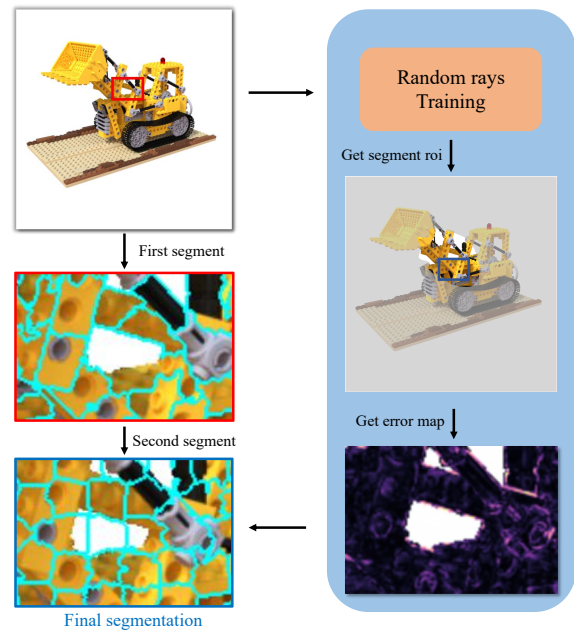 Random rays
Training
Get segment roi
First segment
Get error map
Second segment
Final segmentation